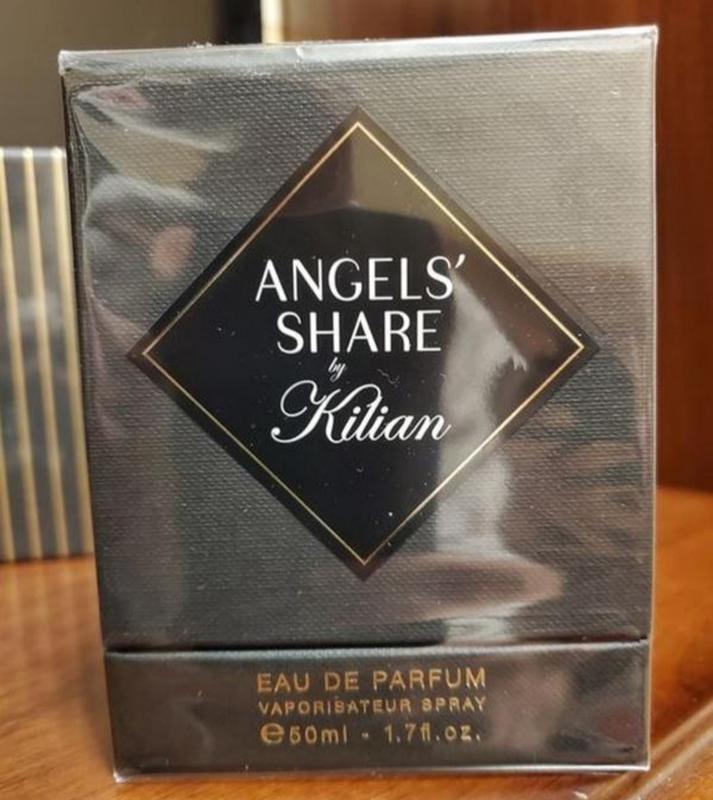 ANGELS'
SHARE
by
Kilian
EAU DE PARFUM
VAPORISATEUR SPRAY
℮50ml - 1.7fl.oz.